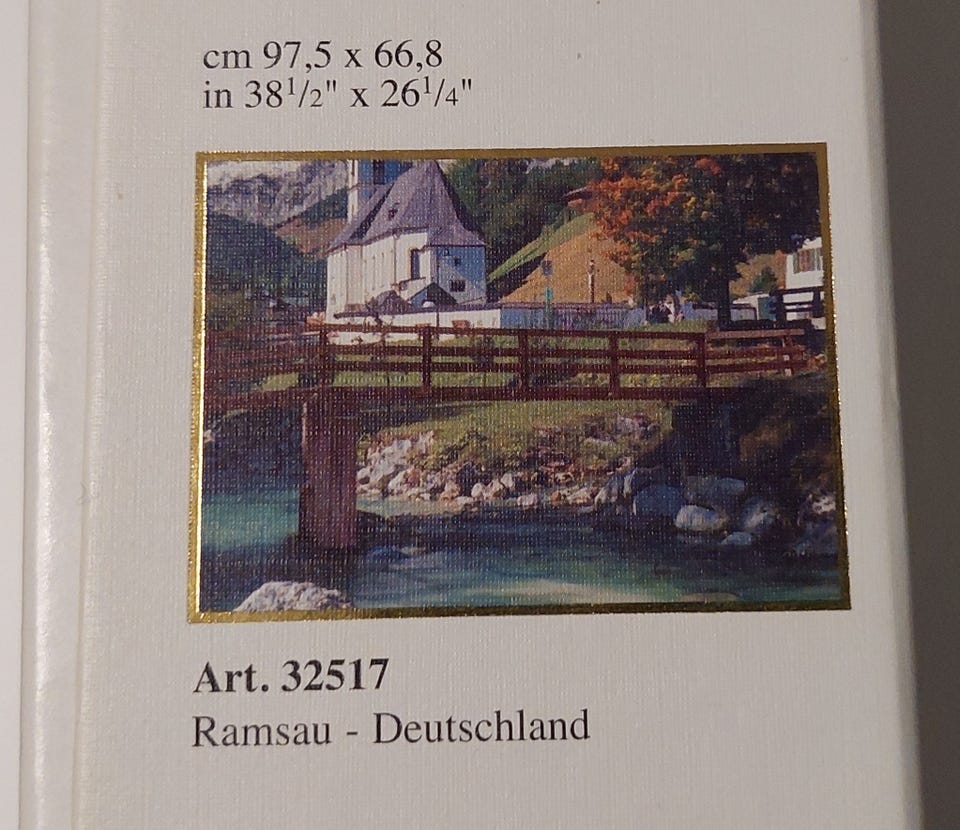 cm 97,5 x 66,8
in 38¹/₂" x 26¹/₄"
Art. 32517
Ramsau - Deutschland